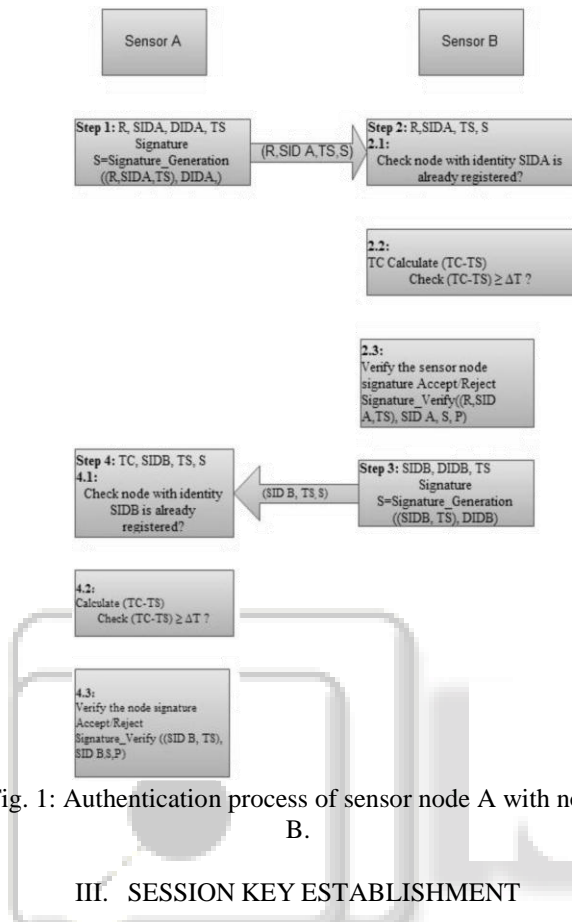 Sensor A
Sensor B
Step 1: R, SIDA, DIDA, TS
Signature
S=Signature_Generation
((R,SIDA,TS), DIDA,)
(R,SID A,TS,S)
Step 2: R,SIDA, TS, S
2.1:
Check node with identity SIDA is
already registered?
2.2:
TC Calculate (TC-TS)
Check (TC-TS) ≥ ΔT ?
2.3:
Verify the sensor node
signature Accept/Reject
Signature_Verify((R,SID
A,TS), SID A, S, P)
Step 4: TC, SIDB, TS, S
4.1:
Check node with identity
SIDB is already
registered?
(SID B, TS,S)
Step 3: SIDB, DIDB, TS
Signature
S=Signature_Generation
((SIDB, TS), DIDB)
4.2:
Calculate (TC-TS)
Check (TC-TS) ≥ ΔT ?
4.3:
Verify the node signature
Accept/Reject
Signature_Verify ((SID B, TS),
SID B,S,P)
ig. 1: Authentication process of sensor node A with no
B.
III. SESSION KEY ESTABLISHMENT